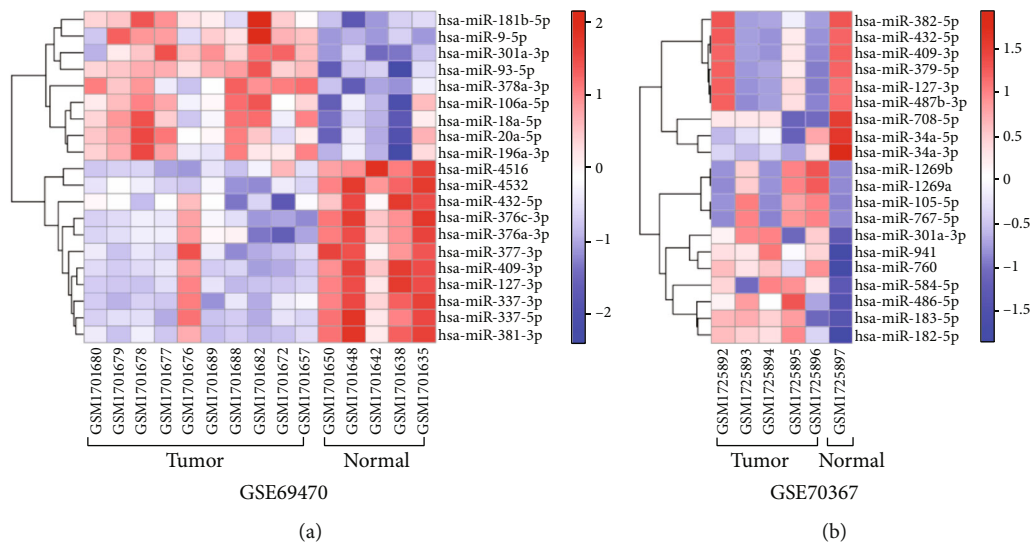 hsa-miR-181b-5p
hsa-miR-9-5p
hsa-miR-301a-3p
hsa-miR-93-5p
hsa-miR-378a-3p
hsa-miR-106a-5p
hsa-miR-18a-5p
hsa-miR-20a-5p
hsa-miR-196a-3p
hsa-miR-4516
hsa-miR-4532
hsa-miR-432-5p
hsa-miR-376c-3p
hsa-miR-376a-3p
hsa-miR-377-3p
hsa-miR-409-3p
hsa-miR-127-3p
hsa-miR-337-3p
hsa-miR-337-5p
hsa-miR-381-3p
2
1
0
−1
−2
GSM1701680
GSM1701679
GSM1701678
GSM1701677
GSM1701676
GSM1701689
GSM1701688
GSM1701682
GSM1701672
GSM1701657
GSM1701650
GSM1701648
GSM1701642
GSM1701638
GSM1701635
Tumor
Normal
GSE69470
(a)
hsa-miR-382-5p
hsa-miR-432-5p
hsa-miR-409-3p
hsa-miR-379-5p
hsa-miR-127-3p
hsa-miR-487b-3p
hsa-miR-708-5p
hsa-miR-34a-5p
hsa-miR-34a-3p
hsa-miR-1269b
hsa-miR-1269a
hsa-miR-105-5p
hsa-miR-767-5p
hsa-miR-301a-3p
hsa-miR-941
hsa-miR-760
hsa-miR-584-5p
hsa-miR-486-5p
hsa-miR-183-5p
hsa-miR-182-5p
1.5
1
0.5
0
−0.5
−1
−1.5
GSM1725892
GSM1725893
GSM1725894
GSM1725895
GSM1725896
GSM1725897
Tumor
Normal
GSE70367
(b)